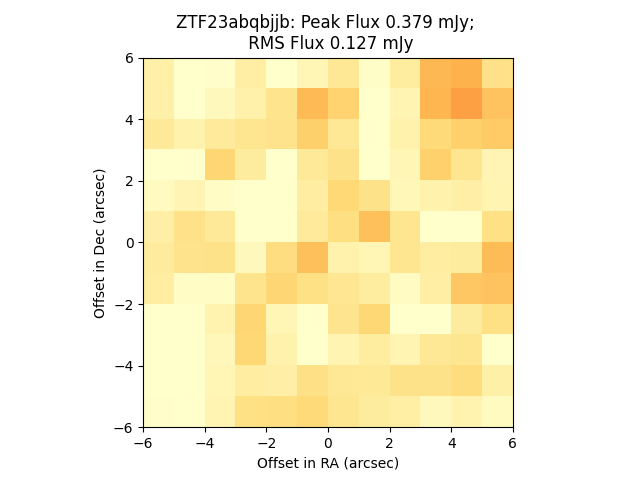 ZTF23abqbjjb: Peak Flux 0.379 mJy;
RMS Flux 0.127 mJy
6
4
2
0
−2
−4
−6
Offset in Dec (arcsec)
−6 −4 −2 0 2 4 6
Offset in RA (arcsec)